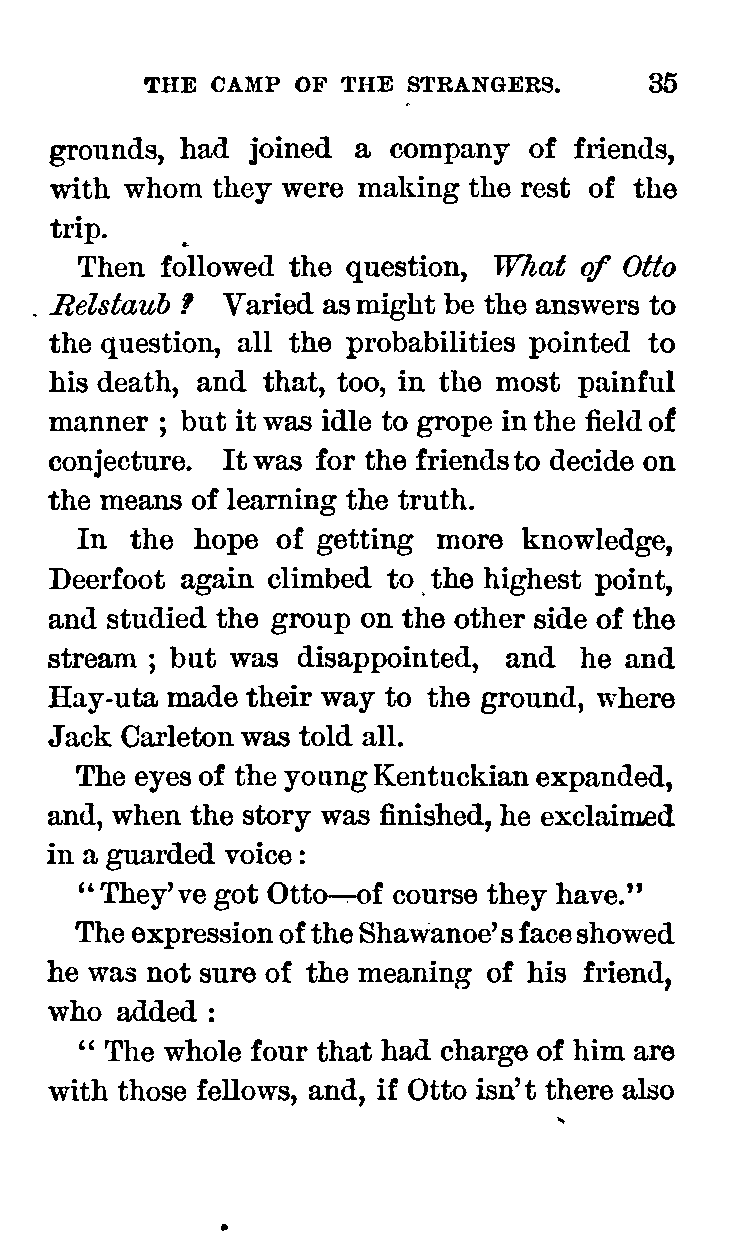 THE CAMP OF THE STRANGERS. 35
grounds, had joined a company of friends,
with whom they were making the rest of the
trip.
Then followed the question, What of Otto
Relstaub ? Varied as might be the answers to
the question, all the probabilities pointed to
his death, and that, too, in the most painful
manner ; but it was idle to grope in the field of
conjecture. It was for the friends to decide on
the means of learning the truth.
In the hope of getting more knowledge,
Deerfoot again climbed to the highest point,
and studied the group on the other side of the
stream ; but was disappointed, and he and
Hay-uta made their way to the ground, where
Jack Carleton was told all.
The eyes of the young Kentuckian expanded,
and, when the story was finished, he exclaimed
in a guarded voice :
"They've got Otto—of course they have."
The expression of the Shawanoe's face showed
he was not sure of the meaning of his friend,
who added :
" The whole four that had charge of him are
with those fellows, and, if Otto isn't there also